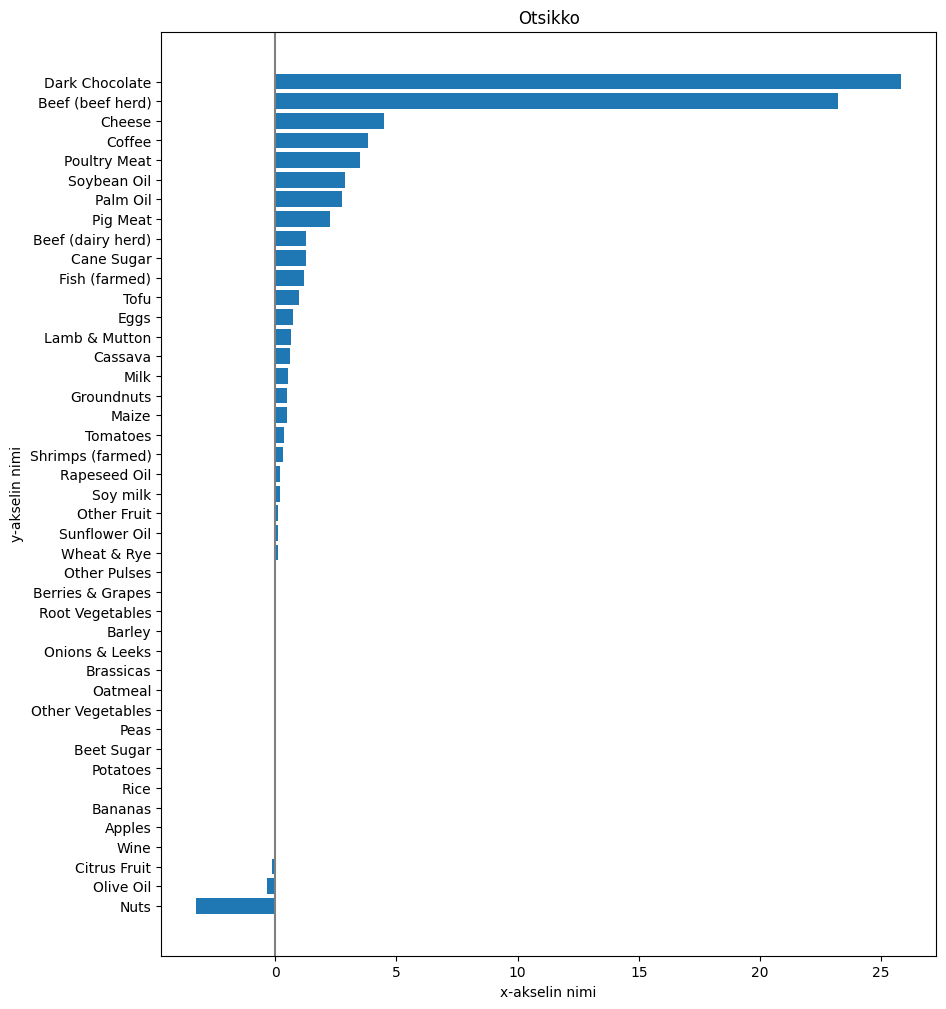 Otsikko
Dark Chocolate
Beef (beef herd)
Cheese
Coffee
Poultry Meat
Soybean Oil
Palm Oil
Pig Meat
Beef (dairy herd)
Cane Sugar
Fish (farmed)
Tofu
Eggs
Lamb & Mutton
Cassava
Milk
Groundnuts
Maize
Tomatoes
Shrimps (farmed)
Rapeseed Oil
Soy milk
Other Fruit
Sunflower Oil
Wheat & Rye
Other Pulses
Berries & Grapes
Root Vegetables
Barley
Onions & Leeks
Brassicas
Oatmeal
Other Vegetables
Peas
Beet Sugar
Potatoes
Rice
Bananas
Apples
Wine
Citrus Fruit
Olive Oil
Nuts
y-akselin nimi
0 5 10 15 20 25
x-akselin nimi